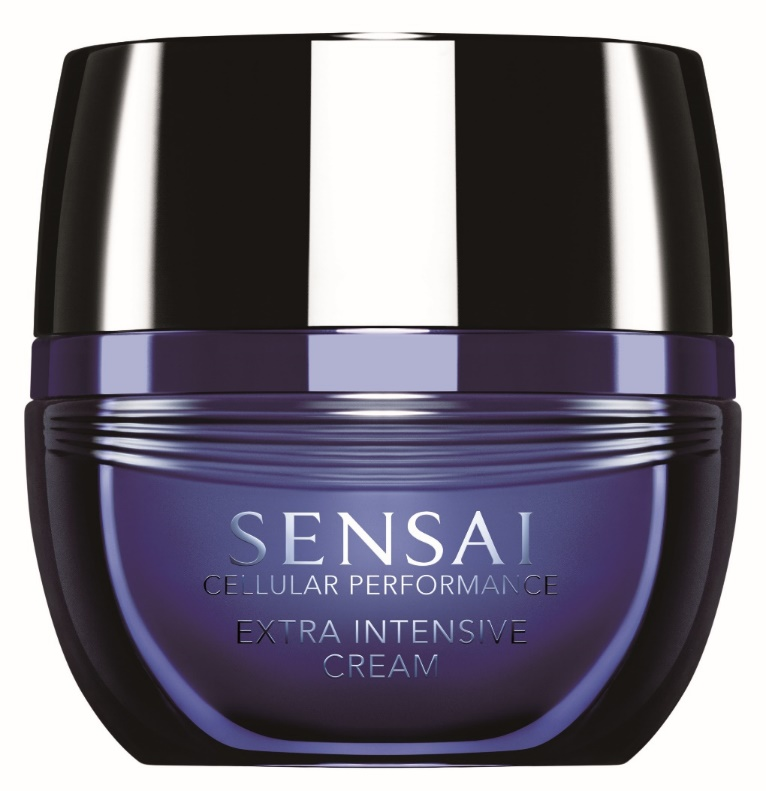 SENSAI
CELLULAR PERFORMANCE
EXTRA INTENSIVE
CREAM